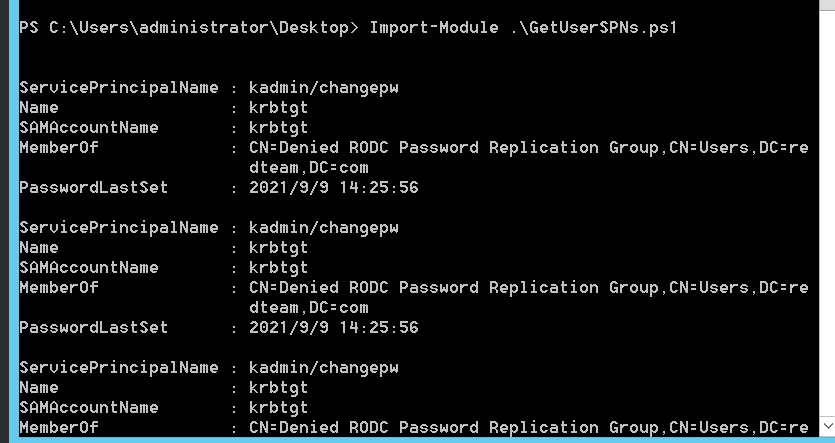 PS C:\Users\administrator\Desktop> Import-Module .\GetUserSPNs.ps1
ServicePrincipalName : kadmin/changepw
Name                 : krbtgt
SAMAccountName       : krbtgt
MemberOf             : CN=Denied RODC Password Replication Group,CN=Users,DC=re
                       dteam,DC=com
PasswordLastSet      : 2021/9/9 14:25:56
ServicePrincipalName : kadmin/changepw
Name                 : krbtgt
SAMAccountName       : krbtgt
MemberOf             : CN=Denied RODC Password Replication Group,CN=Users,DC=re
                       dteam,DC=com
PasswordLastSet      : 2021/9/9 14:25:56
ServicePrincipalName : kadmin/changepw
Name                 : krbtgt
SAMAccountName       : krbtgt
MemberOf             : CN=Denied RODC Password Replication Group,CN=Users,DC=re